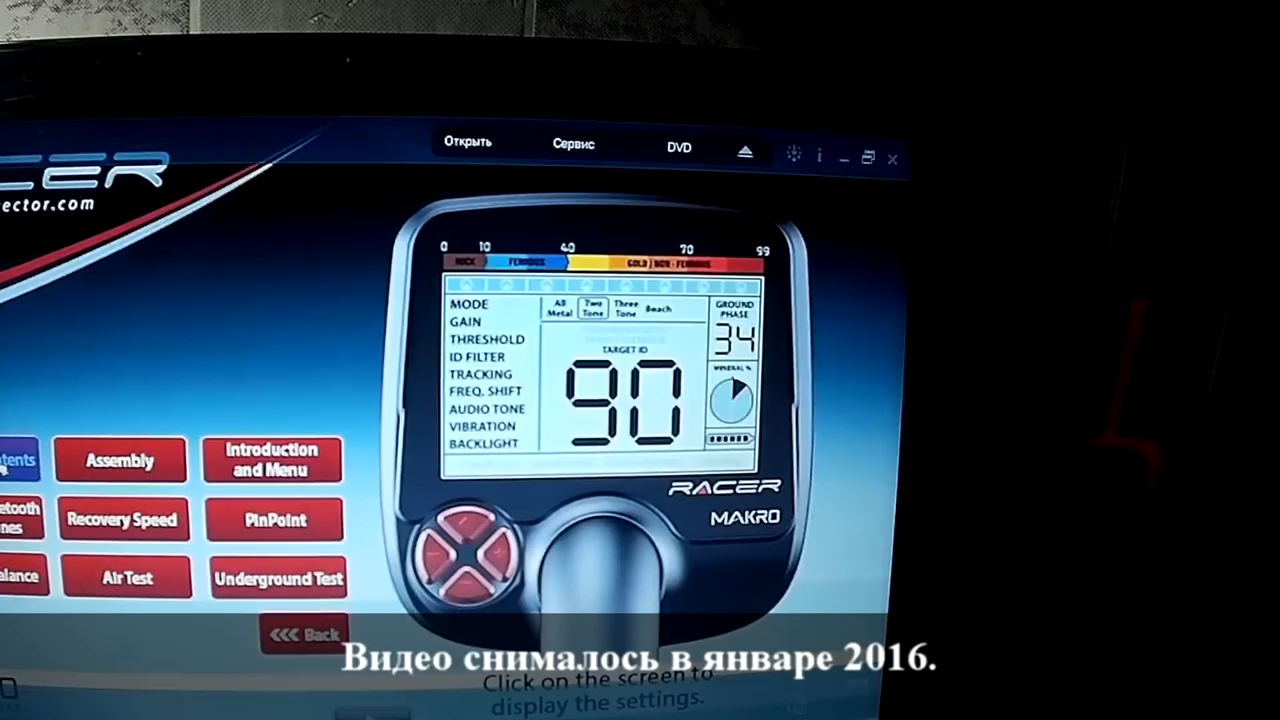 Открыть Сервис DVD
CER
ector.com
0 10 40 70 99
ROCK FERROUS GOLD / NON - FERROUS
MODE
GAIN
THRESHOLD
ID FILTER
TRACKING
FREQ. SHIFT
AUDIO TONE
VIBRATION
BACKLIGHT
All Metal Two Tone Three Tone Beach
TARGET ID
90
GROUND
PHASE
34
MINERAL %
RACER
MAKRO
tents
Assembly
Introduction
and Menu
etooth
nes
Recovery Speed
PinPoint
alance
Air Test
Underground Test
<<< Back
Видео снималось в январе 2016.
Click on the screen to
display the settings.